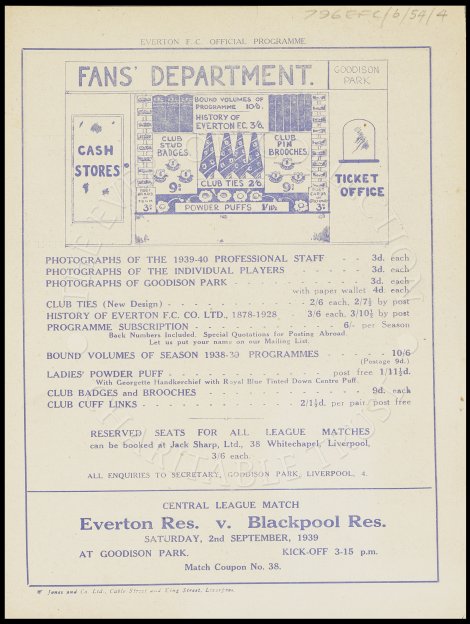 796EFC/6/54/4
EVERTON F.C. OFFICIAL PROGRAMME
FANS' DEPARTMENT.
GOODISON PARK
CASH STORES
BOUND VOLUMES OF PROGRAMME 10/6.
HISTORY OF EVERTON F.C. 3/6.
CLUB STUD BADGES.
CLUB PIN BROOCHES.
9D
CLUB TIES 2/6
9D
3D
POWDER PUFFS 1/10½
3D
TICKET OFFICE
PHOTOGRAPHS OF THE 1939-40 PROFESSIONAL STAFF - - 3d. each
PHOTOGRAPHS OF THE INDIVIDUAL PLAYERS - - - 3d. each
PHOTOGRAPHS OF GOODISON PARK - - - - - 3d. each
with paper wallet 4d. each
CLUB TIES (New Design) - - - - - 2/6 each, 2/7½ by post
HISTORY OF EVERTON F.C. CO. LTD., 1878-1928 - 3/6 each, 3/10½ by post
PROGRAMME SUBSCRIPTION - - - - - 6/- per Season
Back Numbers Included. Special Quotations for Posting Abroad.
Let us put your name on our Mailing List.
BOUND VOLUMES OF SEASON 1938-39 PROGRAMMES - - 10/6
(Postage 9d.)
LADIES' POWDER PUFF - - - - - post free 1/11½d.
With Georgette Handkerchief with Royal Blue Tinted Down Centre Puff.
CLUB BADGES AND BROOCHES - - - - - 9d. each
CLUB CUFF LINKS - - - - 2/1½d. per pair, post free
RESERVED SEATS FOR ALL LEAGUE MATCHES
can be booked at Jack Sharp, Ltd., 38 Whitechapel, Liverpool,
3/6 each.
ALL ENQUIRIES TO SECRETARY, GOODISON PARK, LIVERPOOL, 4.
CENTRAL LEAGUE MATCH
Everton Res. v. Blackpool Res.
SATURDAY, 2nd SEPTEMBER, 1939
AT GOODISON PARK. KICK-OFF 3-15 p.m.
Match Coupon No. 38.
W Jones and Co. Ltd., Cable Street and King Street, Liverpool.